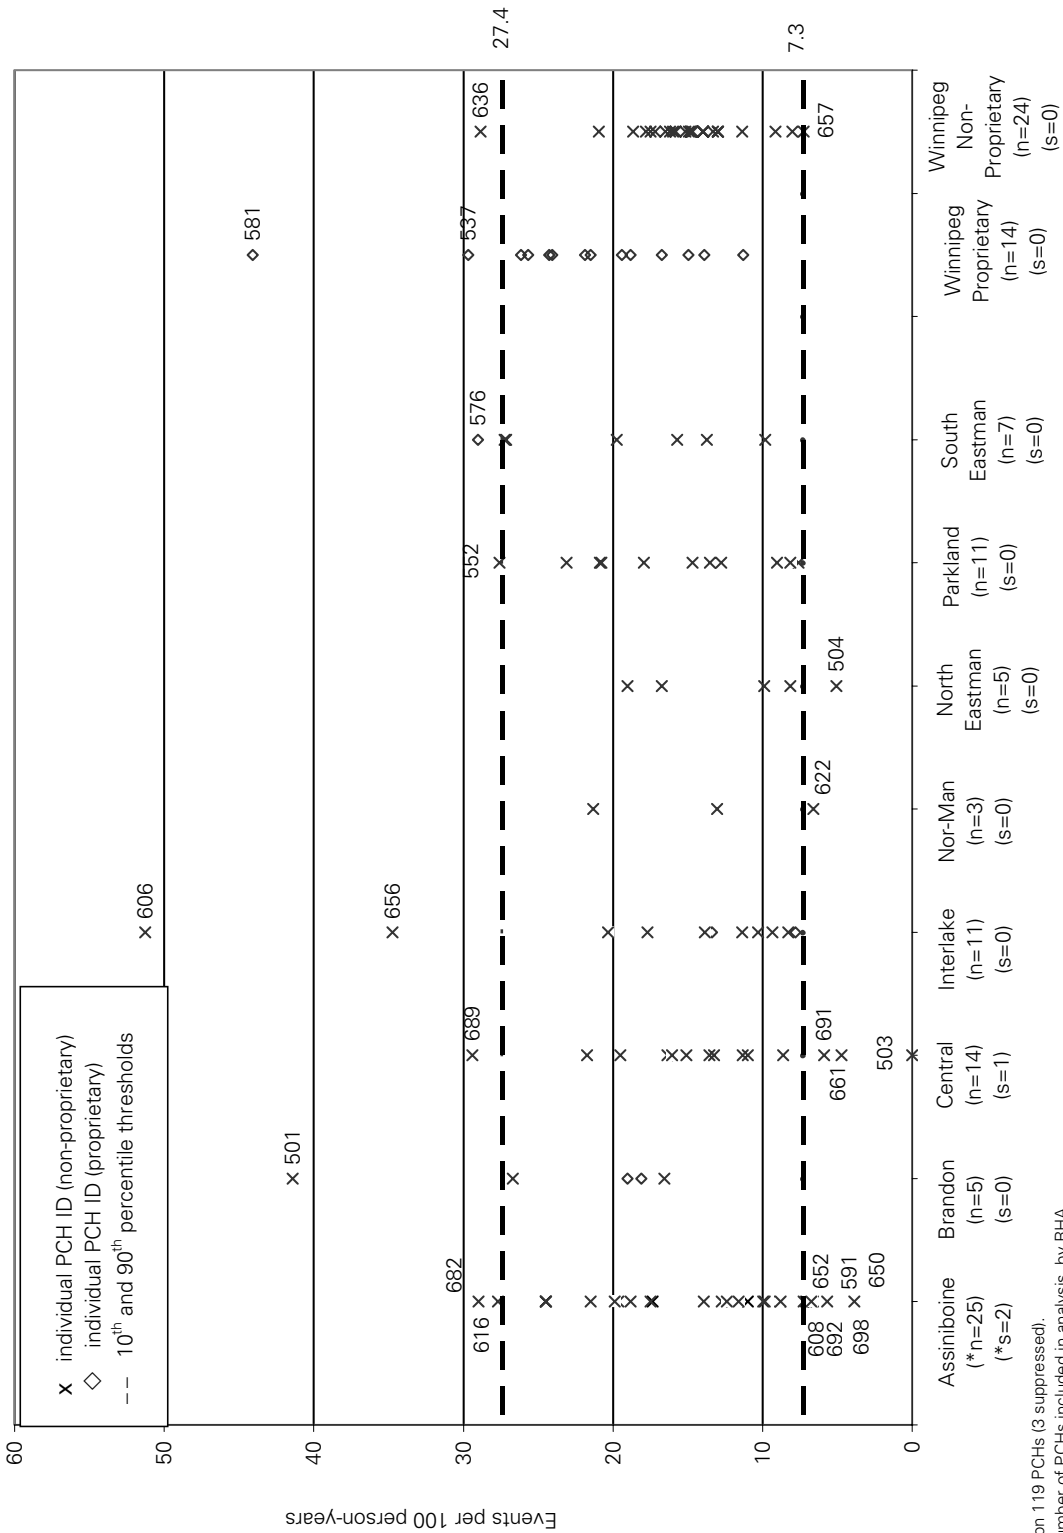 x individual PCH ID (non-proprietary)
◇ individual PCH ID (proprietary)
-- 10th and 90th percentile thresholds
Events per 100 person-years
60
50
40
30
20
10
0
27.4
7.3
616
682
608
692
698
652
591
650
501
689
691
661
503
606
656
622
504
552
576
581
537
636
657
Assiniboine
(*n=25)
(*s=2)
Brandon
(n=5)
(s=0)
Central
(n=14)
(s=1)
Interlake
(n=11)
(s=0)
Nor-Man
(n=3)
(s=0)
North
Eastman
(n=5)
(s=0)
Parkland
(n=11)
(s=0)
South
Eastman
(n=7)
(s=0)
Winnipeg
Proprietary
(n=14)
(s=0)
Winnipeg
Non-
Proprietary
(n=24)
(s=0)
on 119 PCHs (3 suppressed).
of PCHs included in analysis, by RHA